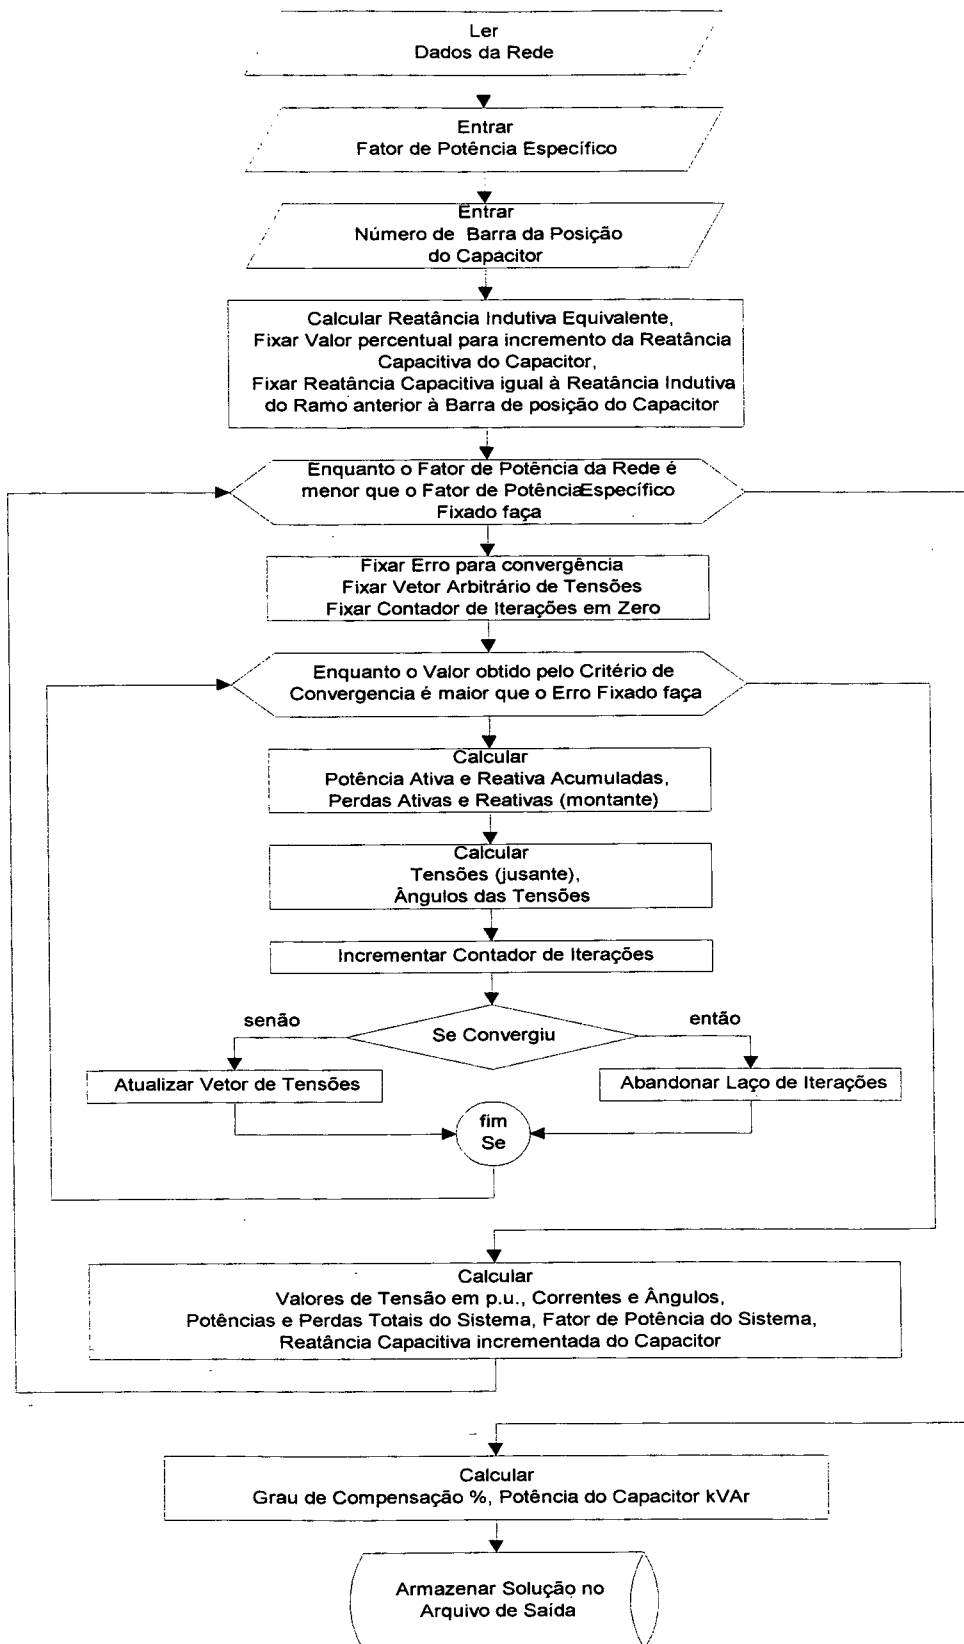 Ler
Dados da Rede
Entrar
Fator de Potência Específico
Entrar
Número de Barra da Posição
do Capacitor
Calcular Reatância Indutiva Equivalente,
Fixar Valor percentual para incremento da Reatância
Capacitiva do Capacitor,
Fixar Reatância Capacitiva igual à Reatância Indutiva
do Ramo anterior à Barra de posição do Capacitor
Enquanto o Fator de Potência da Rede é
menor que o Fator de PotênciaEspecífico
Fixado faça
Fixar Erro para convergência
Fixar Vetor Arbitrário de Tensões
Fixar Contador de Iterações em Zero
Enquanto o Valor obtido pelo Critério de
Convergencia é maior que o Erro Fixado faça
Calcular
Potência Ativa e Reativa Acumuladas,
Perdas Ativas e Reativas (montante)
Calcular
Tensões (jusante),
Ângulos das Tensões
Incrementar Contador de Iterações
senão
Se Convergiu
então
Atualizar Vetor de Tensões
Abandonar Laço de Iterações
fim
Se
Calcular
Valores de Tensão em p.u., Correntes e Ângulos,
Potências e Perdas Totais do Sistema, Fator de Potência do Sistema,
Reatância Capacitiva incrementada do Capacitor
Calcular
Grau de Compensação %, Potência do Capacitor kVAr
Armazenar Solução no
Arquivo de Saída